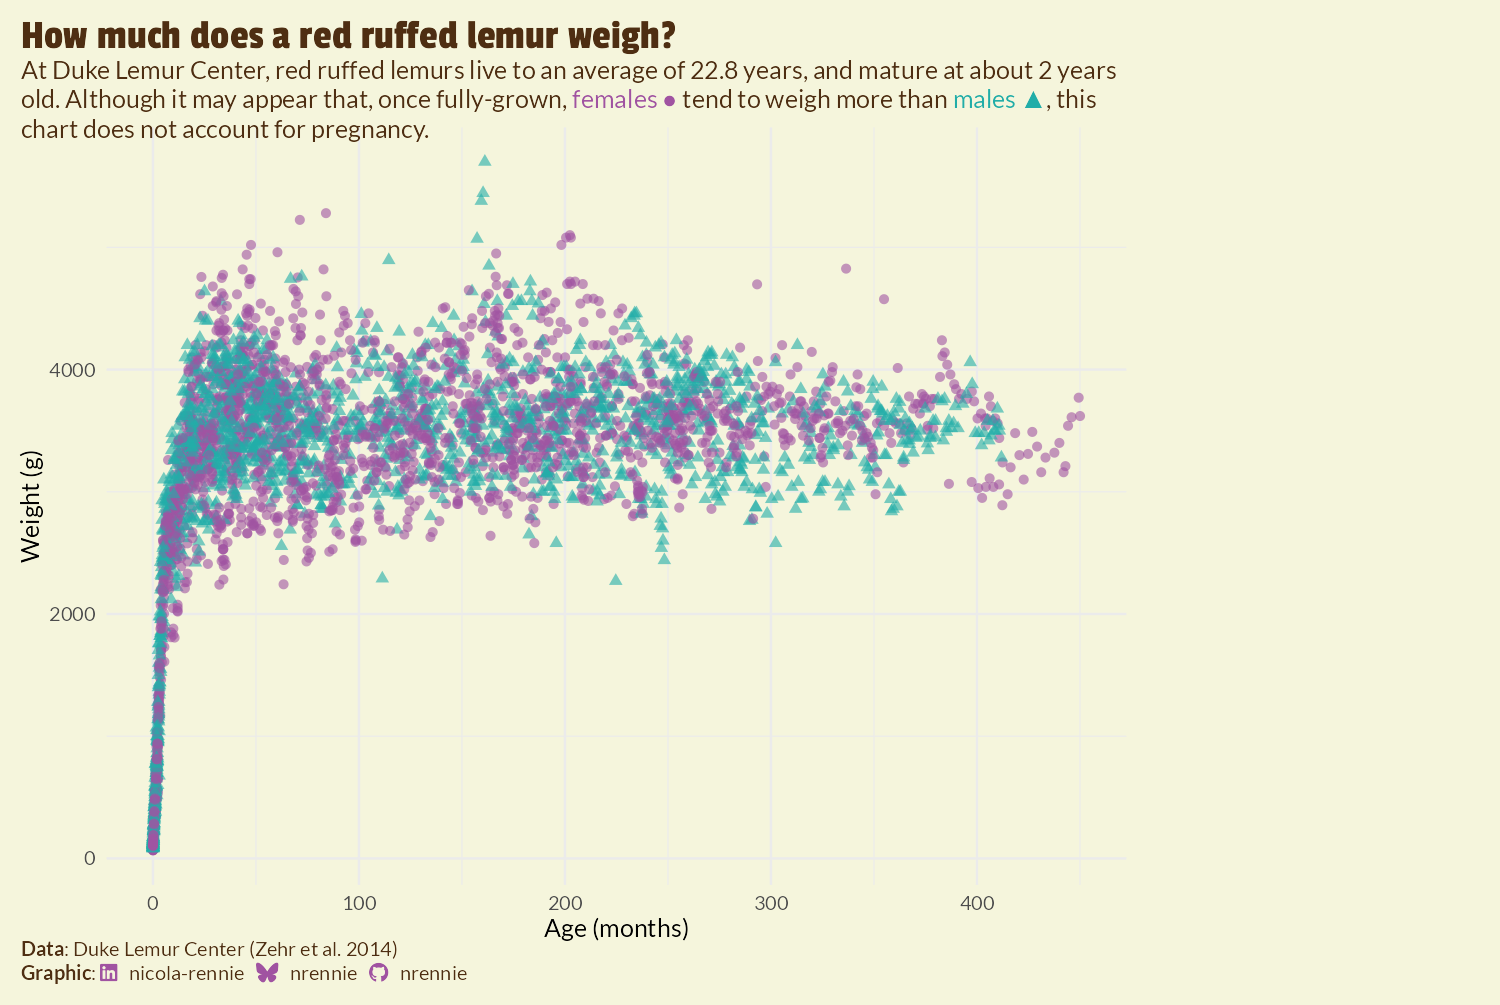 How much does a red ruffed lemur weigh?
At Duke Lemur Center, red ruffed lemurs live to an average of 22.8 years, and mature at about 2 years
old. Although it may appear that, once fully-grown, females ● tend to weigh more than males ▲, this
chart does not account for pregnancy.
Weight (g)
4000
2000
0
0 100 200 300 400
Age (months)
Data: Duke Lemur Center (Zehr et al. 2014)
Graphic: in nicola-rennie nrennie nrennie